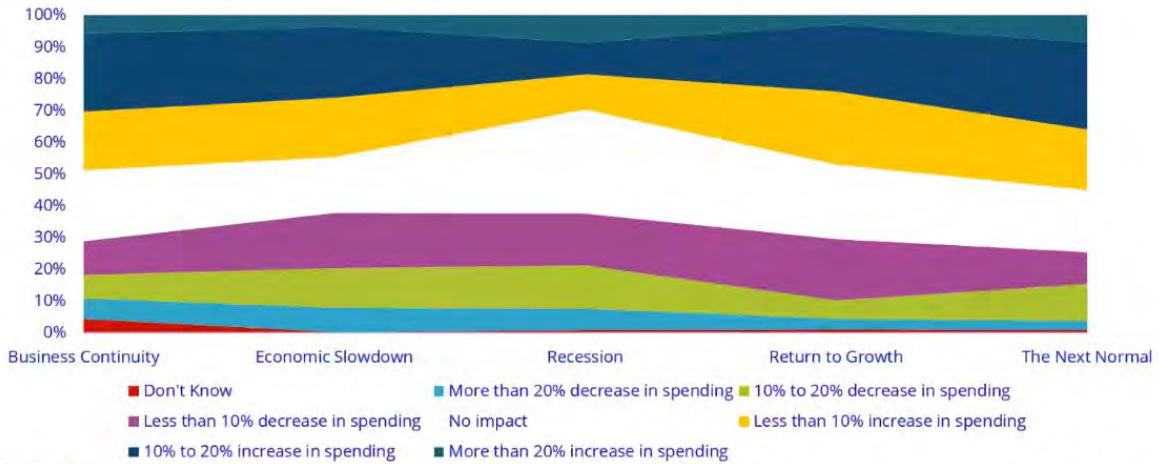 100%
90%
80%
70%
60%
50%
40%
30%
20%
10%
0%
Business Continuity Economic Slowdown Recession Return to Growth The Next Normal
Don't Know More than 20% decrease in spending 10% to 20% decrease in spending
Less than 10% decrease in spending No impact Less than 10% increase in spending
10% to 20% increase in spending More than 20% increase in spending